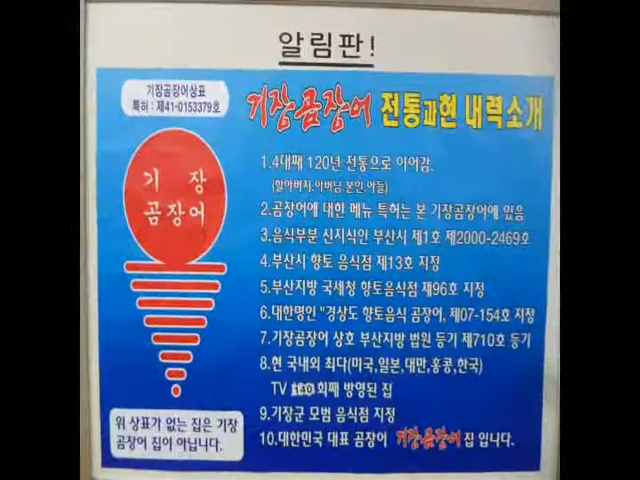 알림판!
기장곰장어상표
특허 : 제41-0153379호
기장곰장어 전통과현 내력소개
기 장
곰장어
1.4대째 120년 전통으로 이어감.
(할아버지.아버님.본인.아들)
2.곰장어에 대한 메뉴 특허는 본 기장곰장어에 있음
3.음식부분 신지식인 부산시 제1호 제2000-2469호
4.부산시 향토 음식점 제13호 지정
5.부산지방 국세청 향토음식점 제96호 지정
6.대한명인 "경상도 향토음식 곰장어, 제07-154호 지정
7.기장곰장어 상호 부산지방 법원 등기 제710호 등기
8.현 국내외 최다(미국,일본,대만,홍콩,한국)
TV 회째 방영된 집
9.기장군 모범 음식점 지정
10.대한민국 대표 곰장어 기장곰장어 집 입니다.
위 상표가 없는 집은 기장
곰장어 집이 아닙니다.